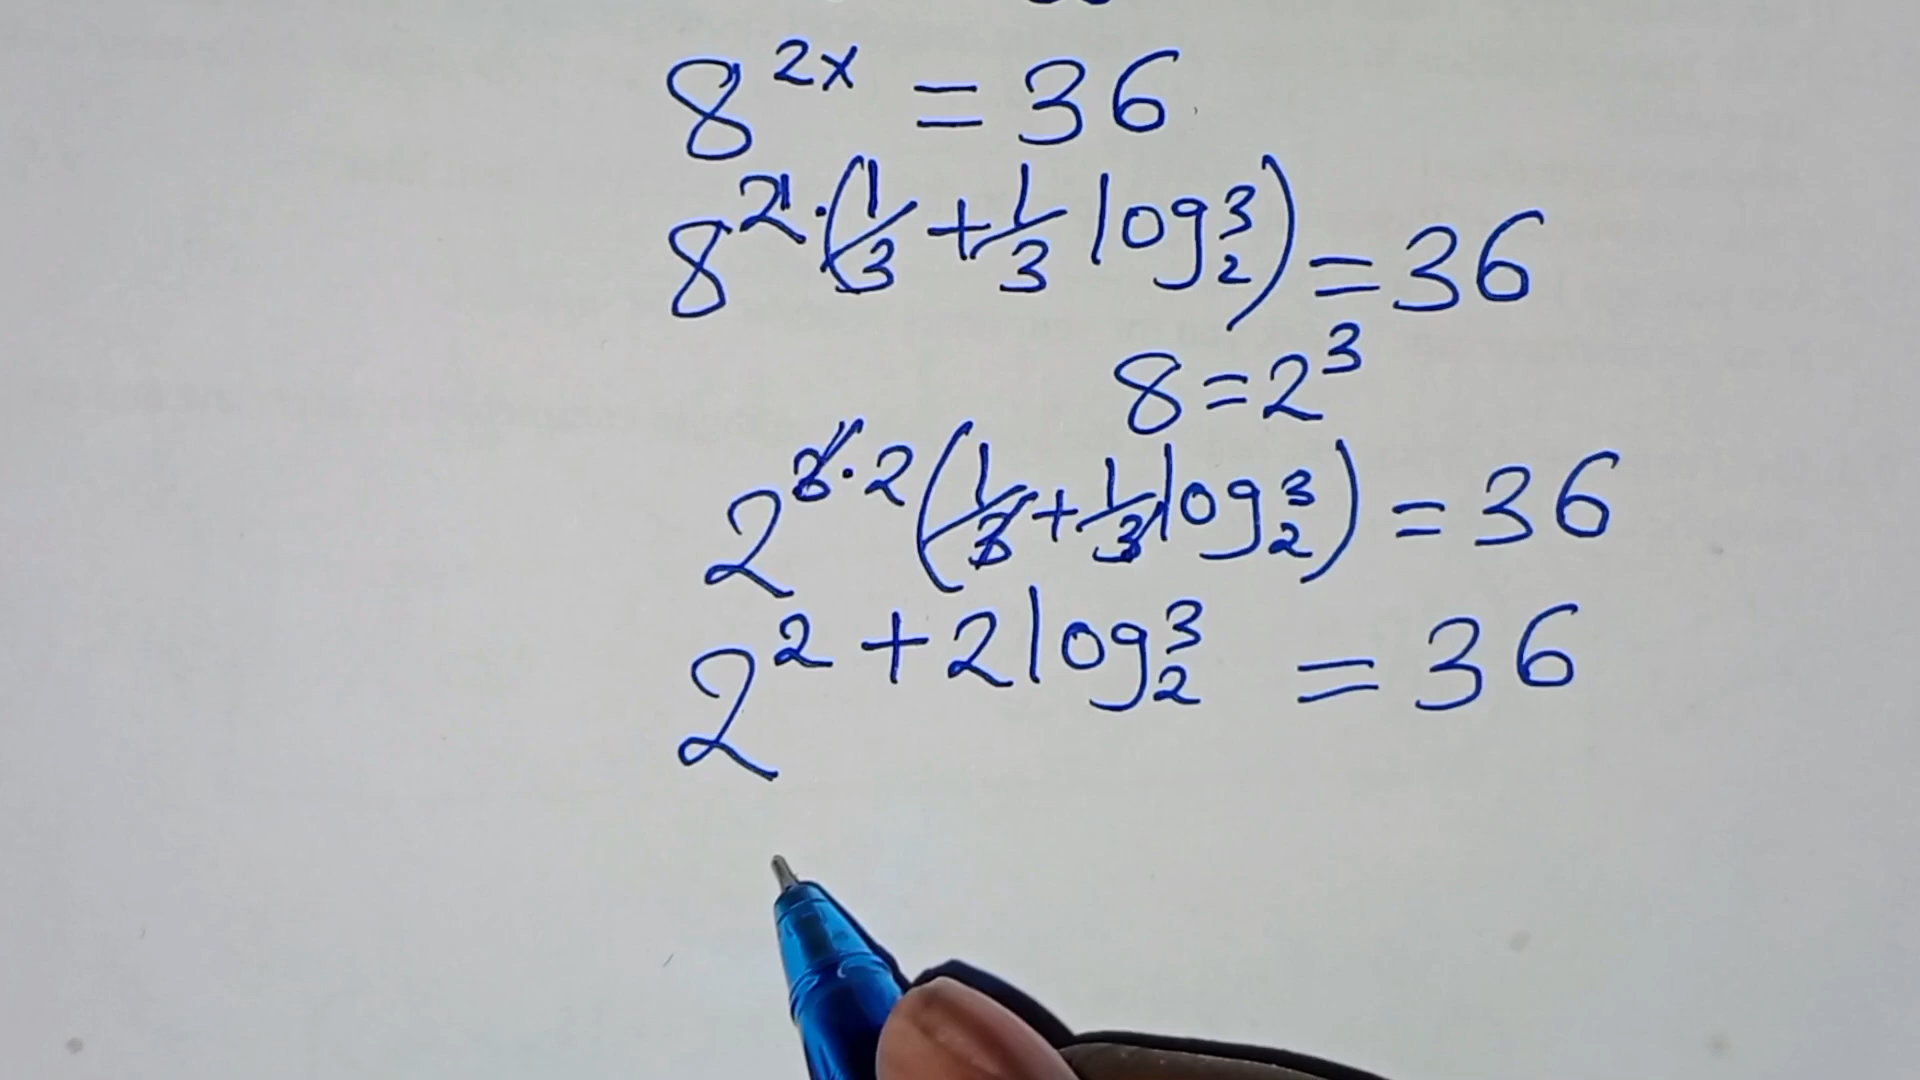 8^{2x} = 36
8^{2·(1/3 + 1/3 log_2^3)} = 36
8 = 2^3
2^{3·2(1/3 + 1/3 log_2^3)} = 36
2^{2 + 2log_2^3} = 36